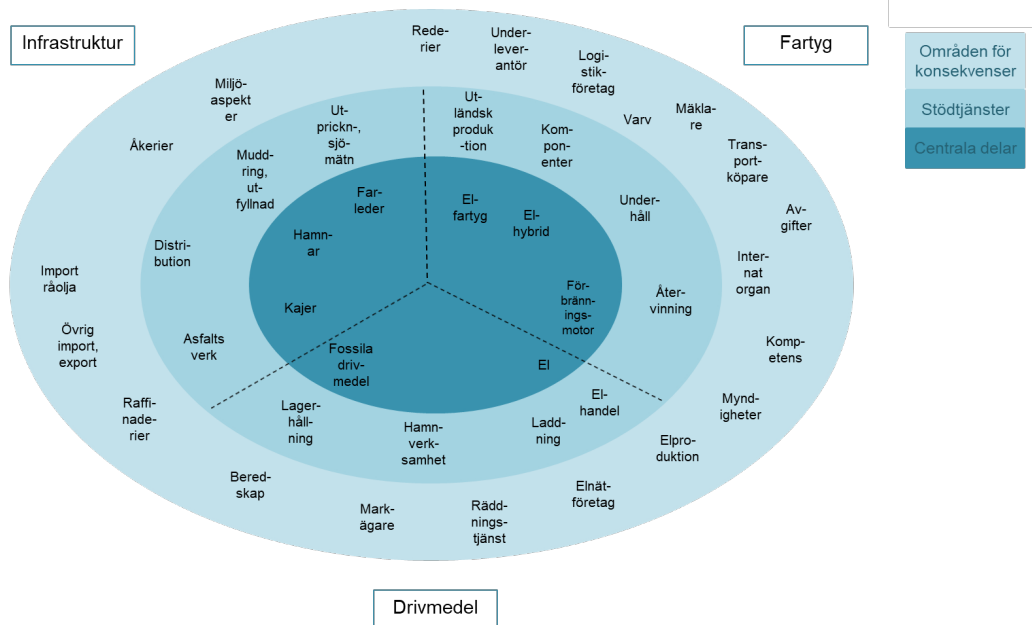 Infrastruktur
Fartyg
Områden för
konsekvenser
Stödtjänster
Centrala delar
Rede-
rier
Under-
lever-
antör
Logi-
stik-
företag
Varv
Mäkla-
re
Trans-
port-
köpare
Av-
gifter
Inter-
nat
organ
Komp-
etens
Mynd-
igheter
Elpro-
duktion
Elnät-
företag
Rädd-
nings-
tjänst
Mark-
ägare
Bered-
skap
Raffi-
nade-
rier
Övrig
import,
export
Import
råolja
Åkerier
Miljö-
aspekt
er
Ut-
prickn-,
sjö-
mätn
Mudd-
ring,
ut-
fyllnad
Distri-
bution
Asfalts
verk
Ut-
ländsk
produk
-tion
Kom-
pon-
enter
Under-
håll
Åter-
vinning
El-
handel
Ladd-
ning
Hamn-
verk-
samhet
Lager-
håll-
ning
Far-
leder
Hamn-
ar
Kajer
El-
fartyg
El-
hybrid
För-
bränn-
ings-
motor
Fossila
driv-
medel
El
Drivmedel